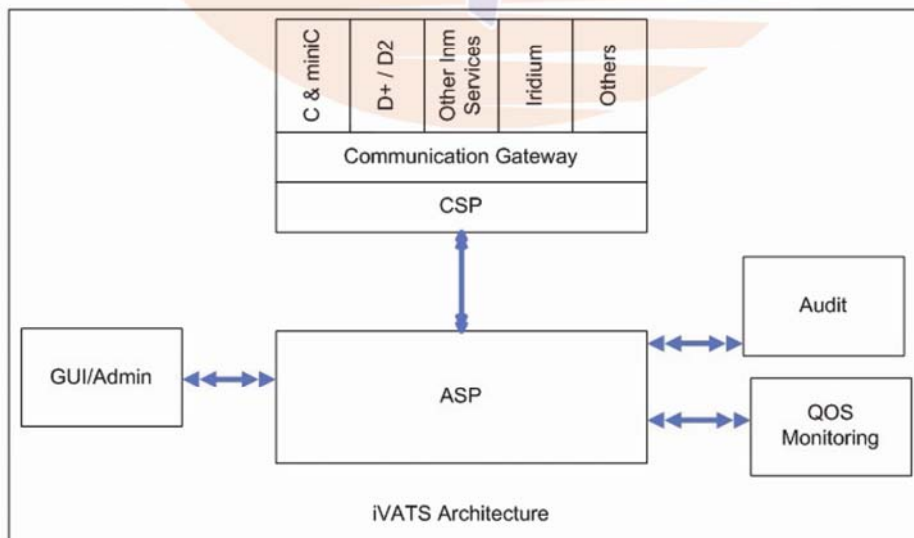 C & miniC
D+ / D2
Other Inm
Services
Iridium
Others
Communication Gateway
CSP
Audit
GUI/Admin
ASP
QOS
Monitoring
iVATS Architecture